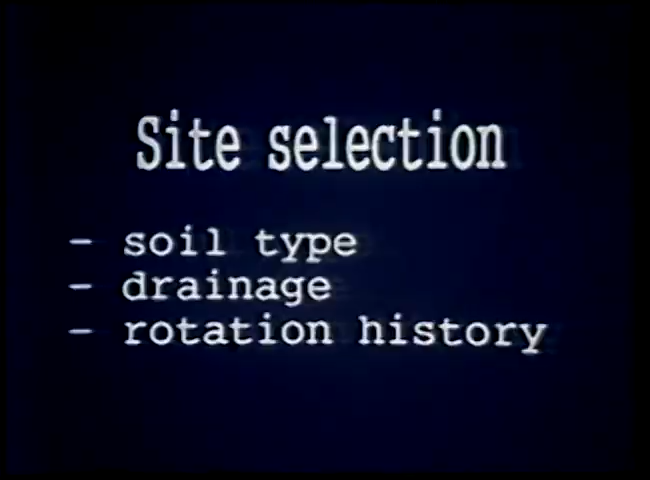 Site selection
- soil type
- drainage
- rotation history